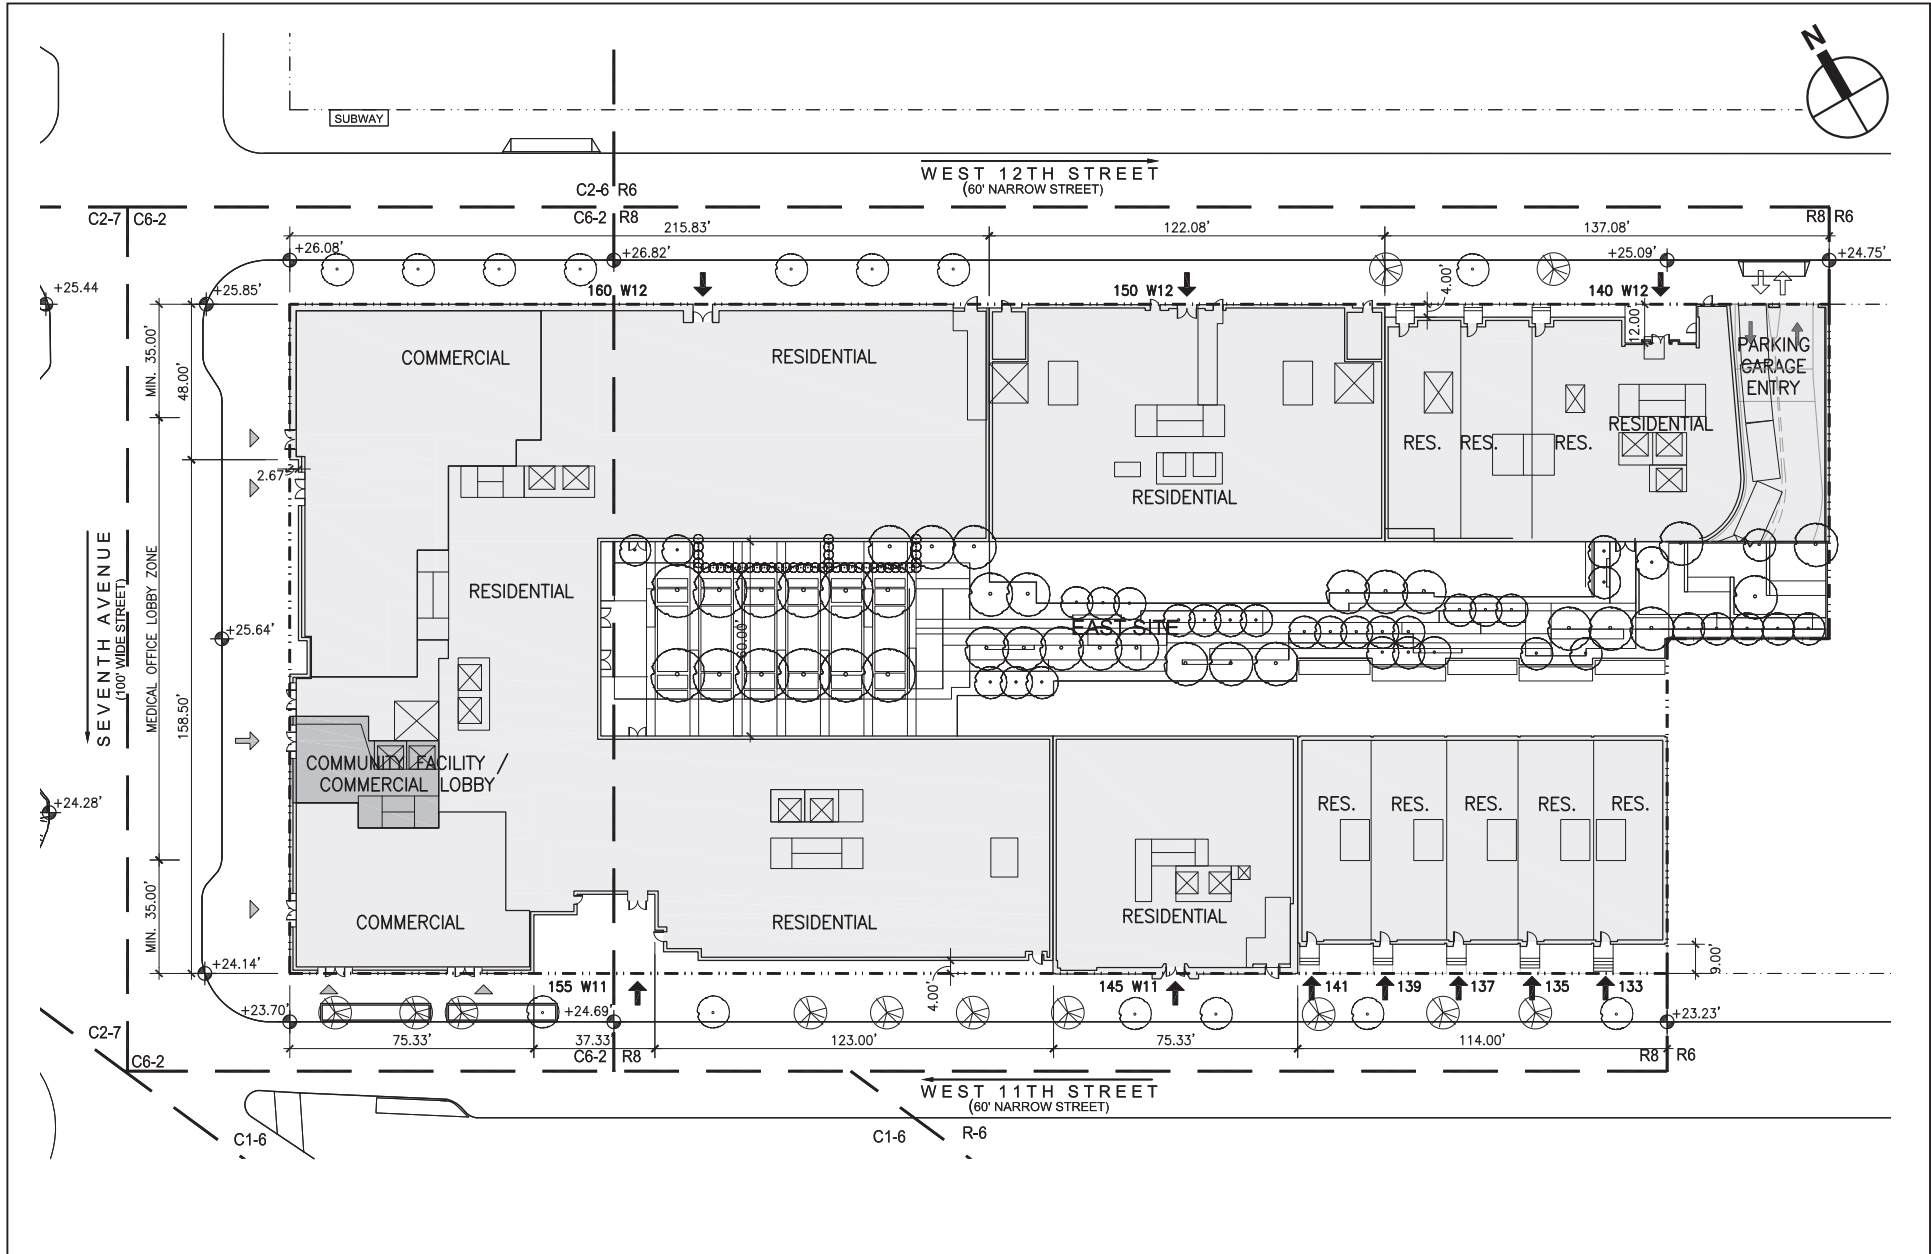 N
SUBWAY
WEST 12TH STREET
(60' NARROW STREET)
C2-6 R6
C2-7 C6-2
C6-2 R8
R8 R6
215.83'
122.08'
137.08'
+26.08'
+26.82'
+25.09'
+24.75'
+25.44
+25.85'
160 W12
150 W12
4.00'
140 W12
12.00'
MIN. 35.00'
48.00'
COMMERCIAL
RESIDENTIAL
PARKING
GARAGE
ENTRY
RESIDENTIAL
RES.
RES.
RES.
2.67'
RESIDENTIAL
SEVENTH AVENUE
(100' WIDE STREET)
MEDICAL OFFICE LOBBY ZONE
158.50'
+25.64'
RESIDENTIAL
EAST SITE
60.00'
COMMUNITY FACILITY /
COMMERCIAL LOBBY
+24.28'
RES.
RES.
RES.
RES.
RES.
MIN. 35.00'
COMMERCIAL
RESIDENTIAL
RESIDENTIAL
9.00'
+24.14'
155 W11
4.00'
145 W11
141
139
137
135
133
+23.70'
+24.69'
+23.23'
C2-7
C6-2
75.33'
37.33'
123.00'
75.33'
114.00'
C6-2 R8
R8 R6
WEST 11TH STREET
(60' NARROW STREET)
C1-6
C1-6
R-6